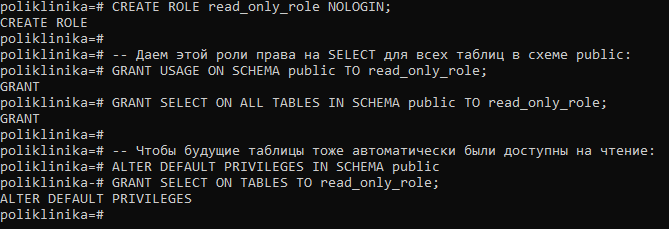 poliklinika=# CREATE ROLE read_only_role NOLOGIN;
CREATE ROLE
poliklinika=#
poliklinika=# -- Даем этой роли права на SELECT для всех таблиц в схеме public:
poliklinika=# GRANT USAGE ON SCHEMA public TO read_only_role;
GRANT
poliklinika=# GRANT SELECT ON ALL TABLES IN SCHEMA public TO read_only_role;
GRANT
poliklinika=#
poliklinika=# -- Чтобы будущие таблицы тоже автоматически были доступны на чтение:
poliklinika=# ALTER DEFAULT PRIVILEGES IN SCHEMA public
poliklinika-# GRANT SELECT ON TABLES TO read_only_role;
ALTER DEFAULT PRIVILEGES
poliklinika=#